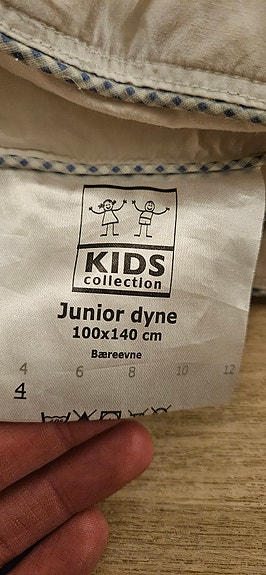 KIDS
collection
Junior dyne
100x140 cm
Bæreevne
4 6 8 10 12
4